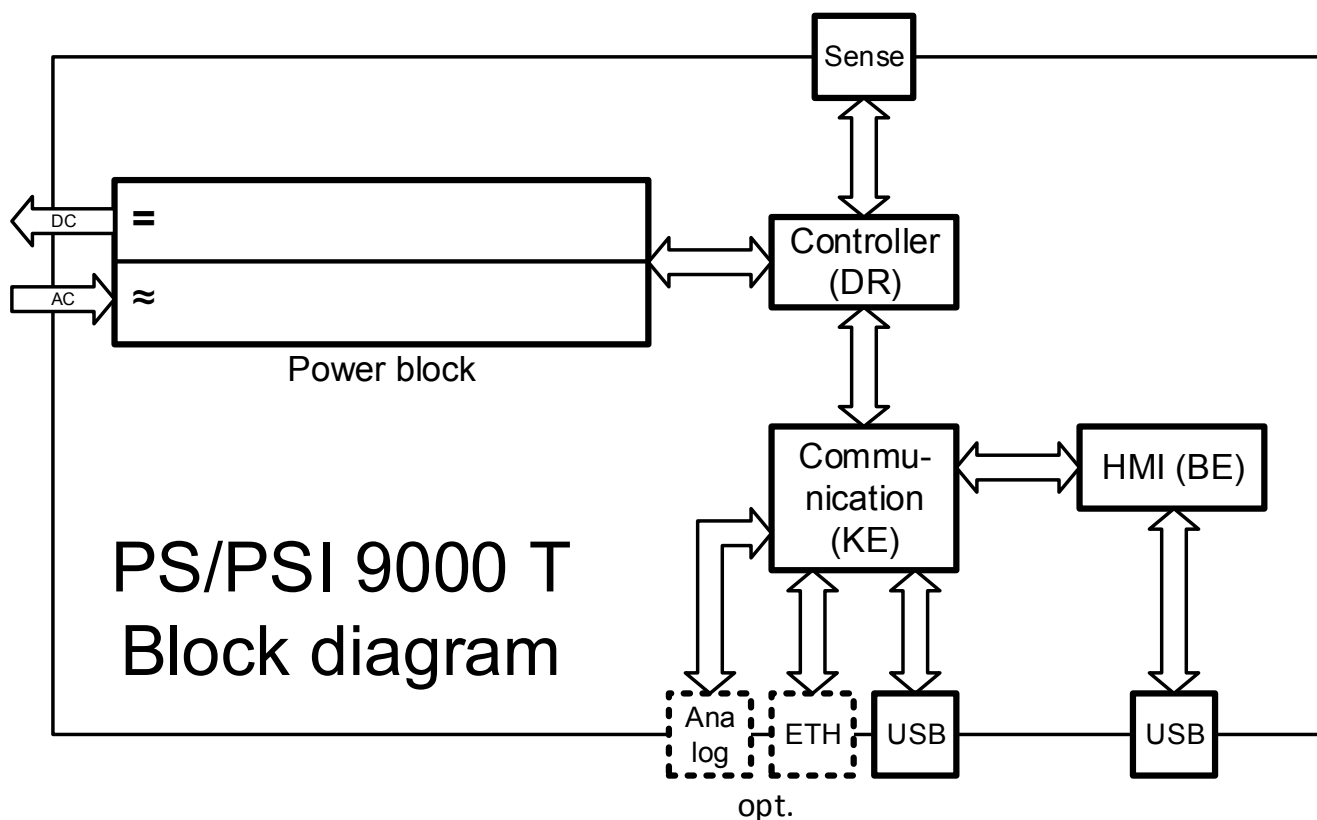 Sense
DC
=
Controller
(DR)
AC
≈
Power block
Commu-
nication
(KE)
HMI (BE)
PS/PSI 9000 T
Block diagram
Ana
log
ETH
USB
USB
opt.